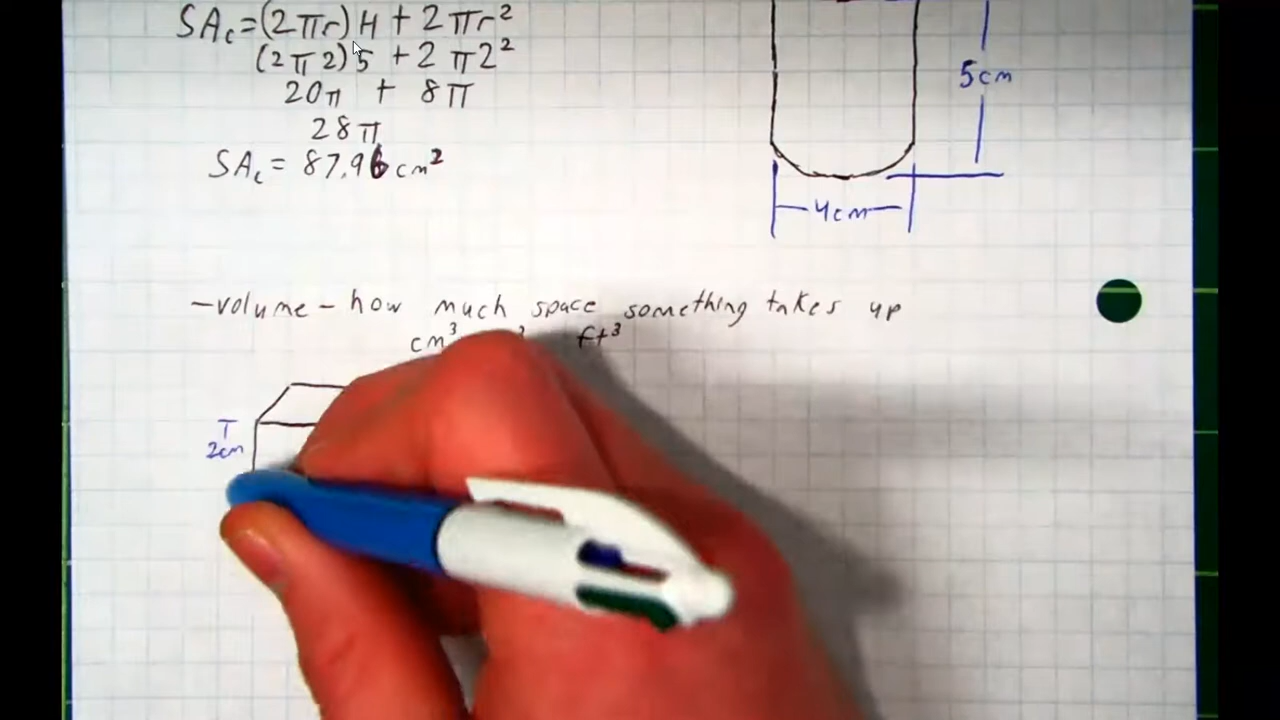 SAc = (2πr)H + 2πr²
(2π2)5 + 2π2²
20π + 8π
28π
SAc = 87.96 cm²
5cm
4cm
- volume - how much space something takes up
cm³ ft³
2cm